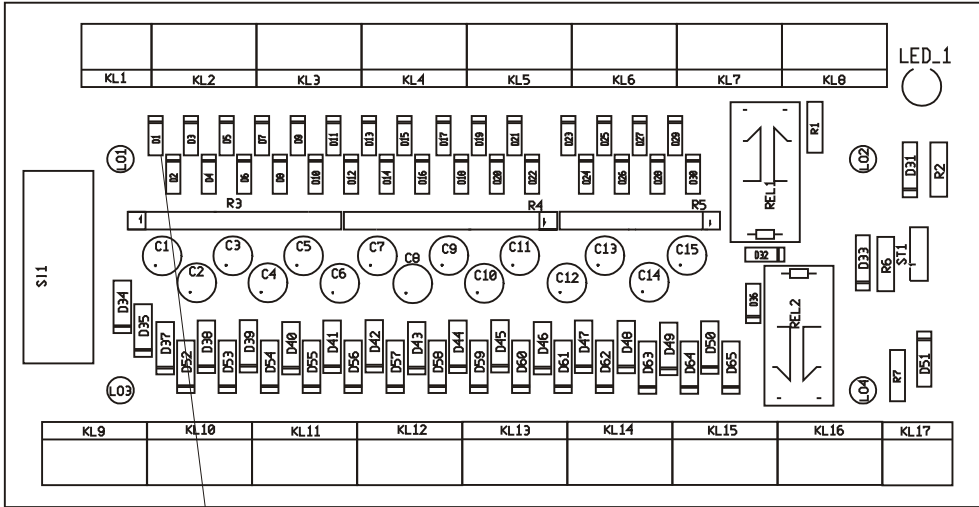 KL1 KL2 KL3 KL4 KL5 KL6 KL7 KL8
LED_1
D1 D3 D5 D7 D9 D11 D13 D15 D17 D19 D21 D23 D25 D27 D29
R1
LO1 LO2
D2 D4 D6 D8 D10 D12 D14 D16 D18 D20 D22 D24 D26 D28 D30
D31 R2
REL1
R3 R4 R5
1 1
C1 C3 C5 C7 C9 C11 C13 C15
D32
D33 R6 ST1
SI1
C2 C4 C6 C8 C10 C12 C14
D34 D35
D36
REL2
D37 D38 D39 D40 D41 D42 D43 D44 D45 D46 D47 D48 D49 D50
D52 D53 D54 D55 D56 D57 D58 D59 D60 D61 D62 D63 D64 D65
R7 D51
LO3 LO4
KL9 KL10 KL11 KL12 KL13 KL14 KL15 KL16 KL17